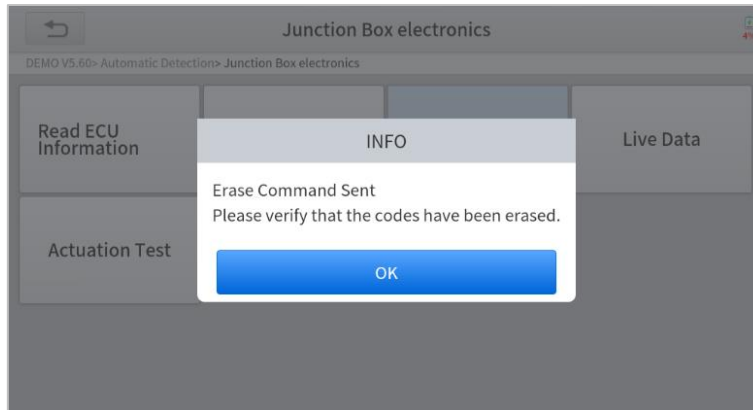 Junction Box electronics
4%
DEMO V5.60> Automatic Detection> Junction Box electronics
Read ECU
Information
Live Data
INFO
Erase Command Sent
Please verify that the codes have been erased.
OK
Actuation Test